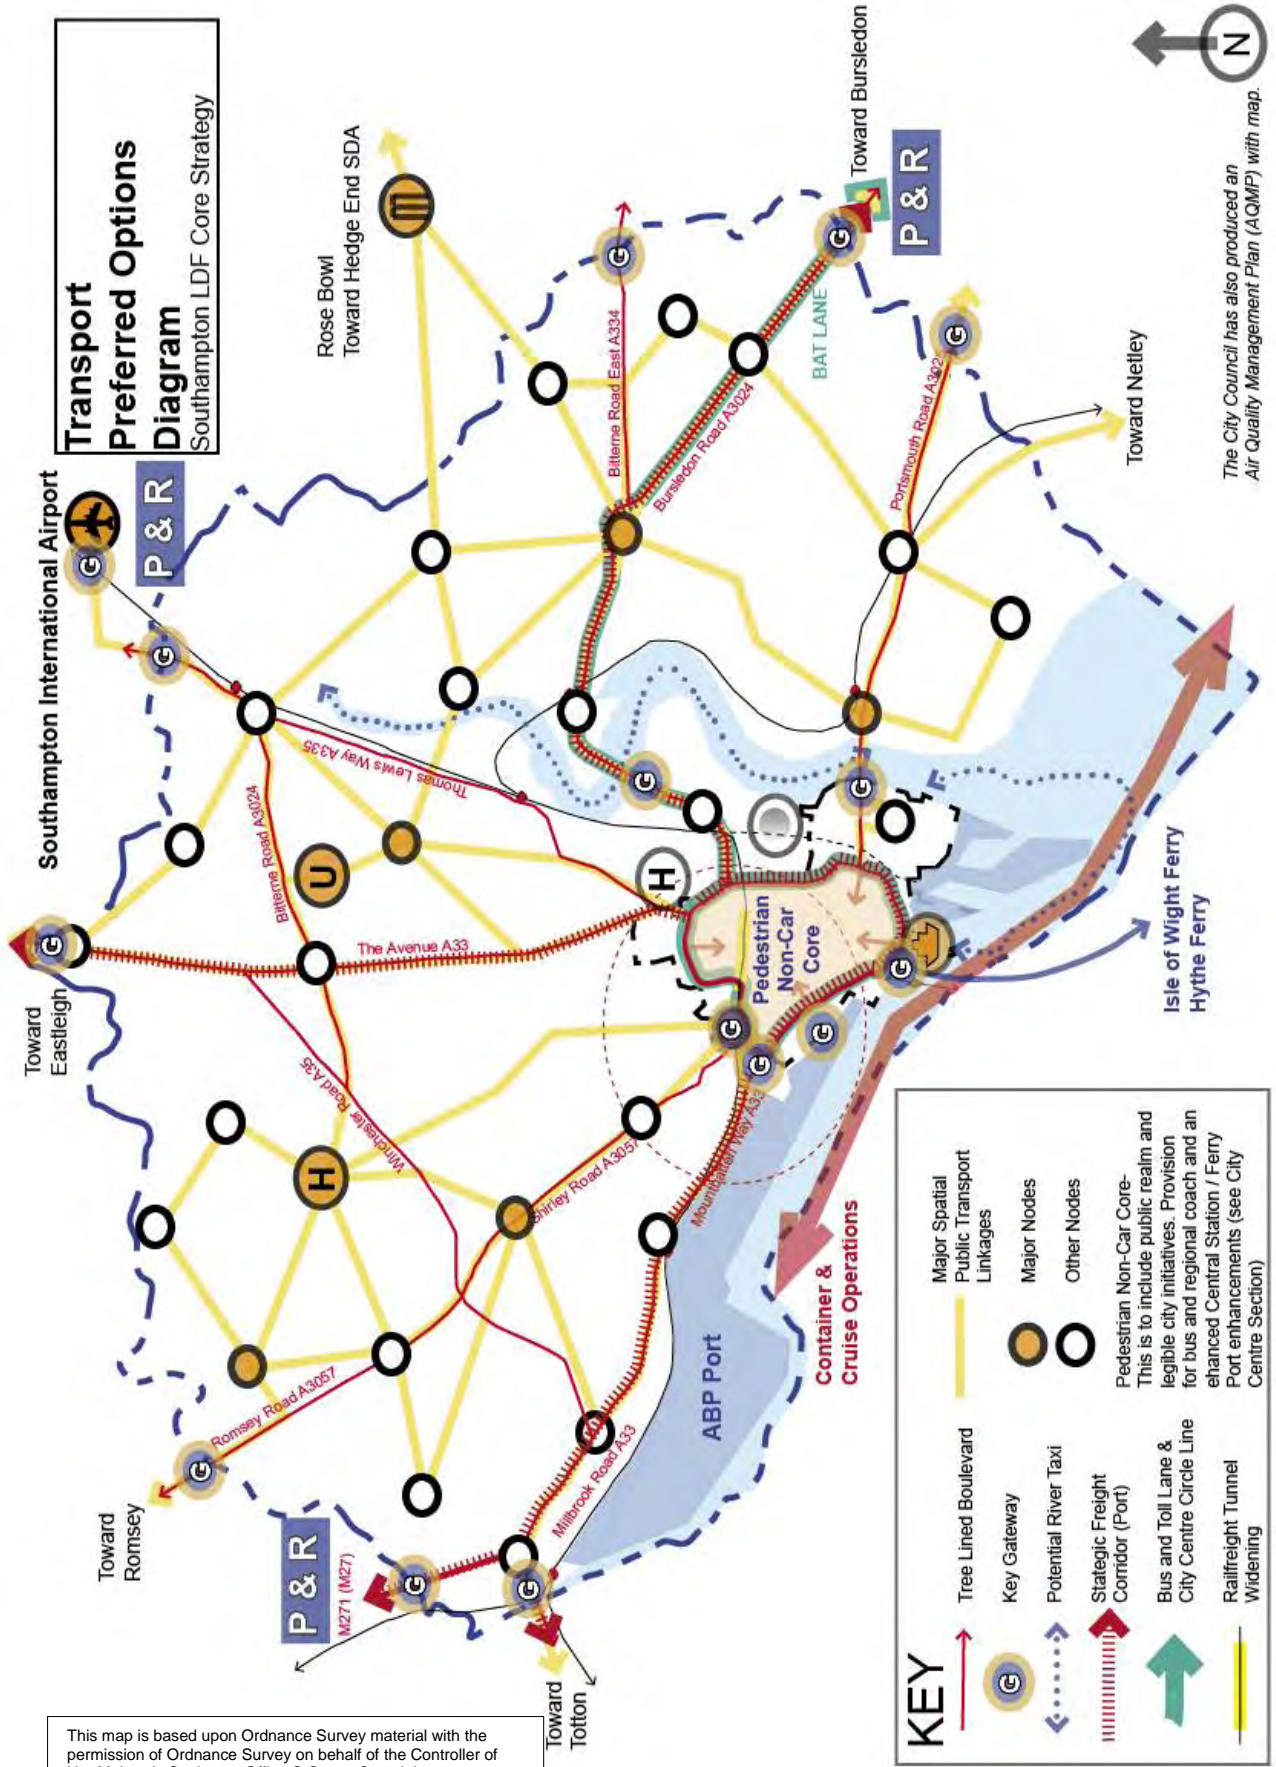 Transport
Preferred Options
Diagram
Southampton LDF Core Strategy
Southampton International Airport
P & R
Toward
Eastleigh
Rose Bowl
Toward Hedge End SDA
m
Toward Bursledon
P & R
BAT LANE
Bitterne Road East A334
Bursledon Road A3024
Portsmouth Road A3025
Toward Netley
N
The City Council has also produced an
Air Quality Management Plan (AQMP) with map.
Thomas Lewis Way A335
Bitterne Road A3024
U
The Avenue A33
Winchester Road A35
H
H
Shirley Road A3057
Romsey Road A3057
Toward
Romsey
P & R
M271 (M27)
Millbrook Road A33
Mountbatten Way A33
Toward
Totton
Pedestrian
Non-Car
Core
G
G
G
G
G
G
G
G
G
G
G
G
G
G
ABP Port
Container &
Cruise Operations
Isle of Wight Ferry
Hythe Ferry
KEY
Tree Lined Boulevard
G
Key Gateway
Potential River Taxi
Stategic Freight
Corridor (Port)
Bus and Toll Lane &
City Centre Circle Line
Railfreight Tunnel
Widening
Major Spatial
Public Transport
Linkages
Major Nodes
Other Nodes
Pedestrian Non-Car Core-
This is to include public realm and
legible city initiatives. Provision
for bus and regional coach and an
ehanced Central Station / Ferry
Port enhancements (see City
Centre Section)
This map is based upon Ordnance Survey material with the
permission of Ordnance Survey on behalf of the Controller of